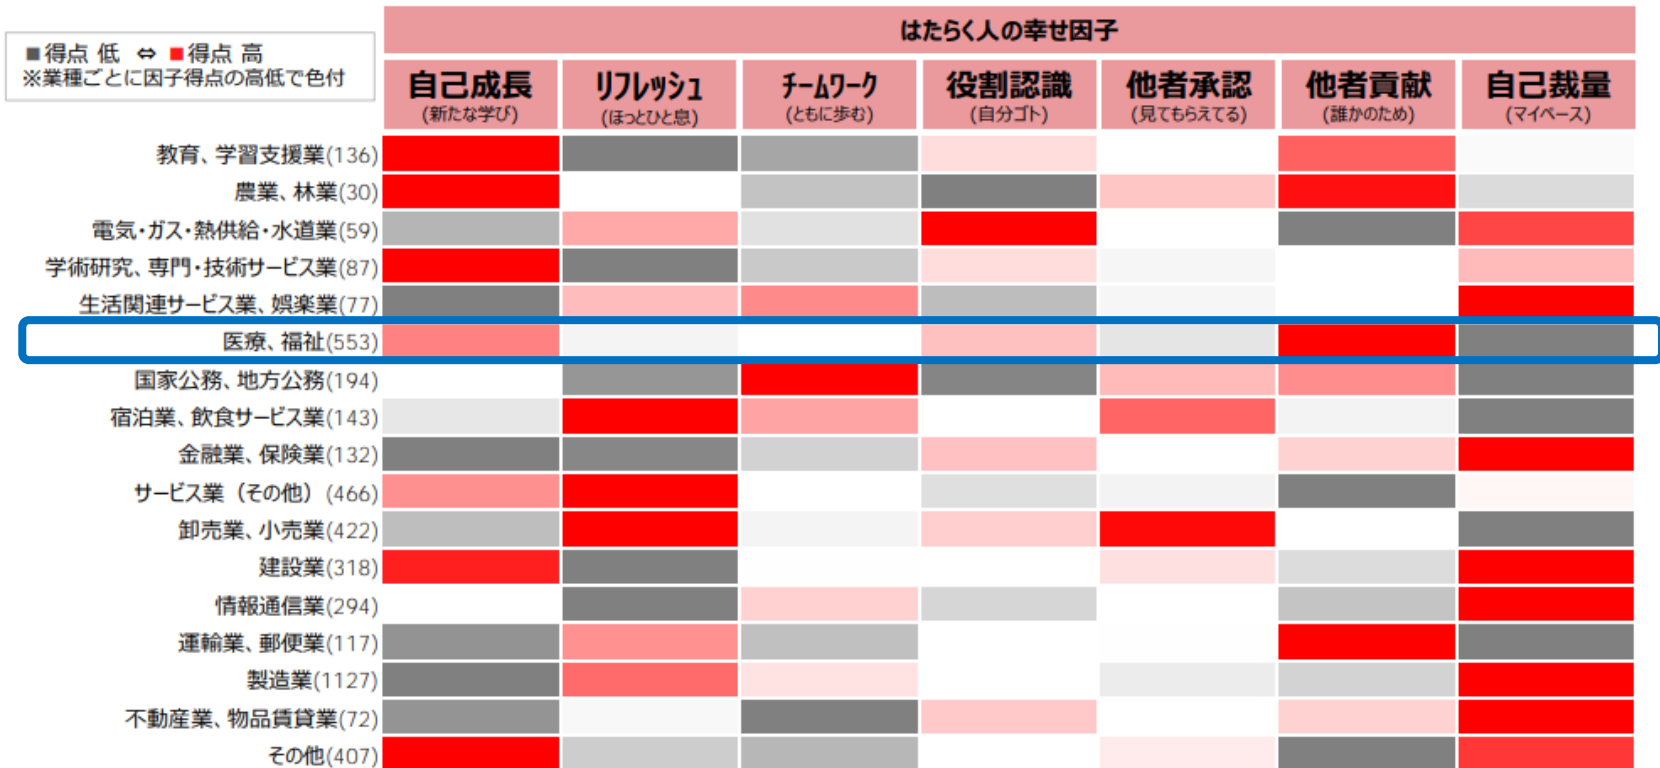 はたらく人の幸せ因子
■得点 低 ⇔ ■得点 高
※業種ごとに因子得点の高低で色付
自己成長 リフレッシュ チームワーク 役割認識 他者承認 他者貢献 自己裁量
(新たな学び) (ほっとひと息) (ともに歩む) (自分ゴト) (見てもらえてる) (誰かのため) (マイペース)
教育、学習支援業(136)
農業、林業(30)
電気・ガス・熱供給・水道業(59)
学術研究、専門・技術サービス業(87)
生活関連サービス業、娯楽業(77)
医療、福祉(553)
国家公務、地方公務(194)
宿泊業、飲食サービス業(143)
金融業、保険業(132)
サービス業（その他）(466)
卸売業、小売業(422)
建設業(318)
情報通信業(294)
運輸業、郵便業(117)
製造業(1127)
不動産業、物品賃貸業(72)
その他(407)